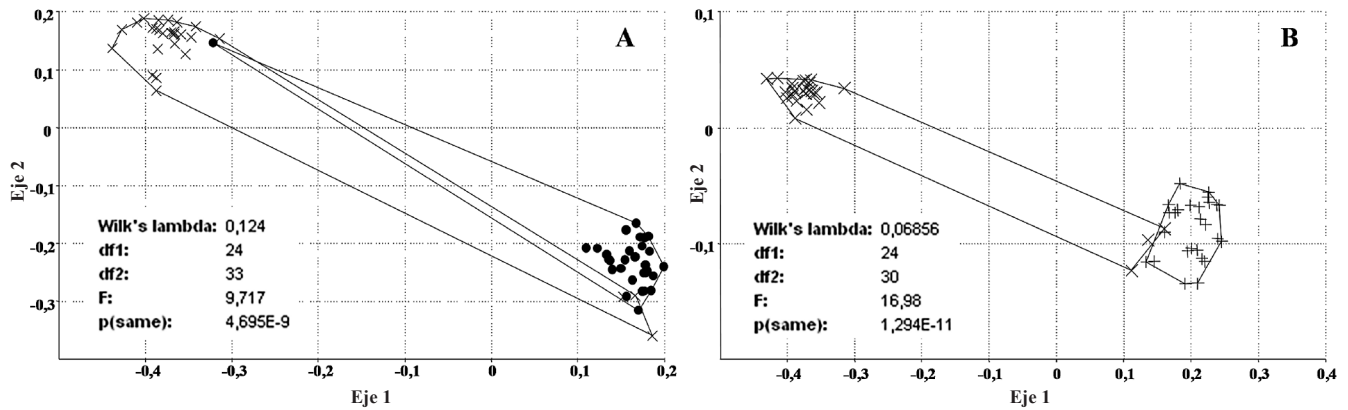 A
0,2
0,1
0
-0,1
-0,2
-0,3
Eje 2
Wilk's lambda: 0,124
df1: 24
df2: 33
F: 9,717
p(same): 4,695E-9
-0,4 -0,3 -0,2 -0,1 0 0,1 0,2
Eje 1
B
0,1
0
-0,1
Eje 2
Wilk's lambda: 0,06856
df1: 24
df2: 30
F: 16,98
p(same): 1,294E-11
-0,4 -0,3 -0,2 -0,1 0 0,1 0,2 0,3 0,4
Eje 1